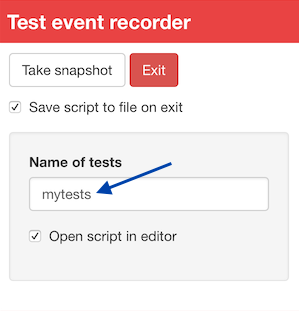 Test event recorder
Take snapshot Exit
Save script to file on exit
Name of tests
mytests
Open script in editor